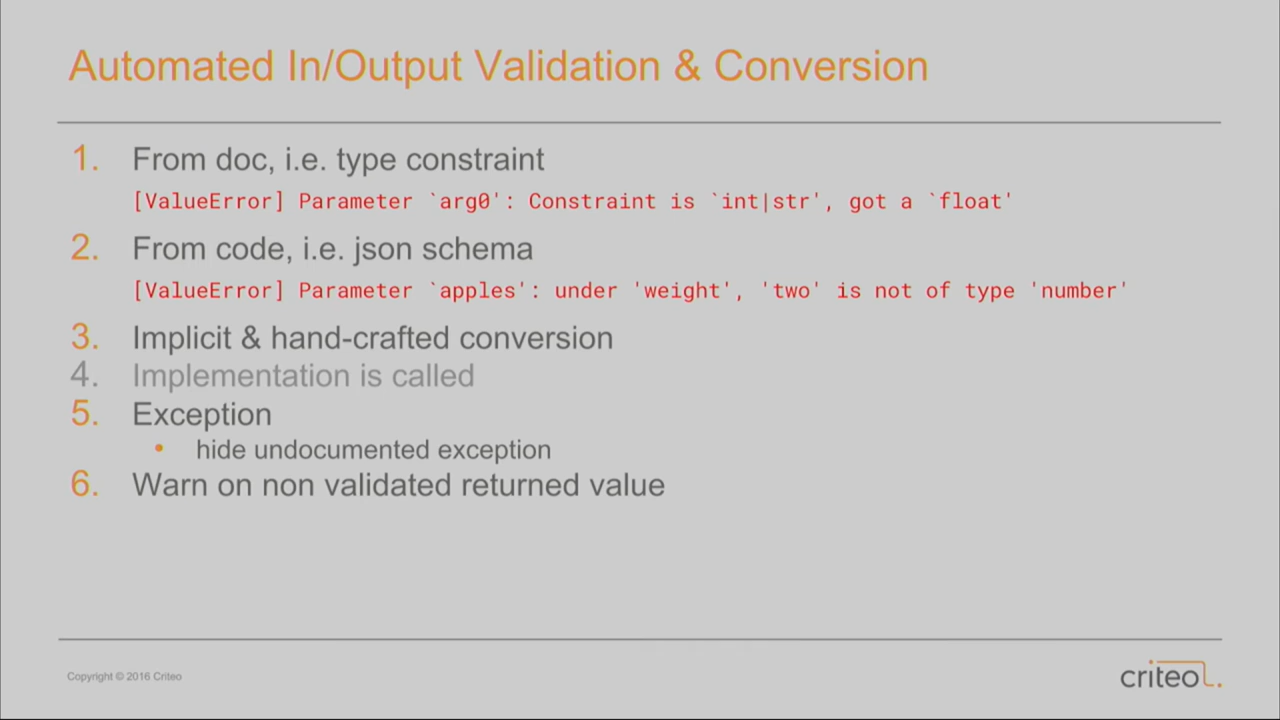 Automated In/Output Validation & Conversion
1. From doc, i.e. type constraint
[ValueError] Parameter `arg0': Constraint is `int|str', got a `float'
2. From code, i.e. json schema
[ValueError] Parameter `apples': under 'weight', 'two' is not of type 'number'
3. Implicit & hand-crafted conversion
4. Implementation is called
5. Exception
• hide undocumented exception
6. Warn on non validated returned value
Copyright © 2016 Criteo
criteo